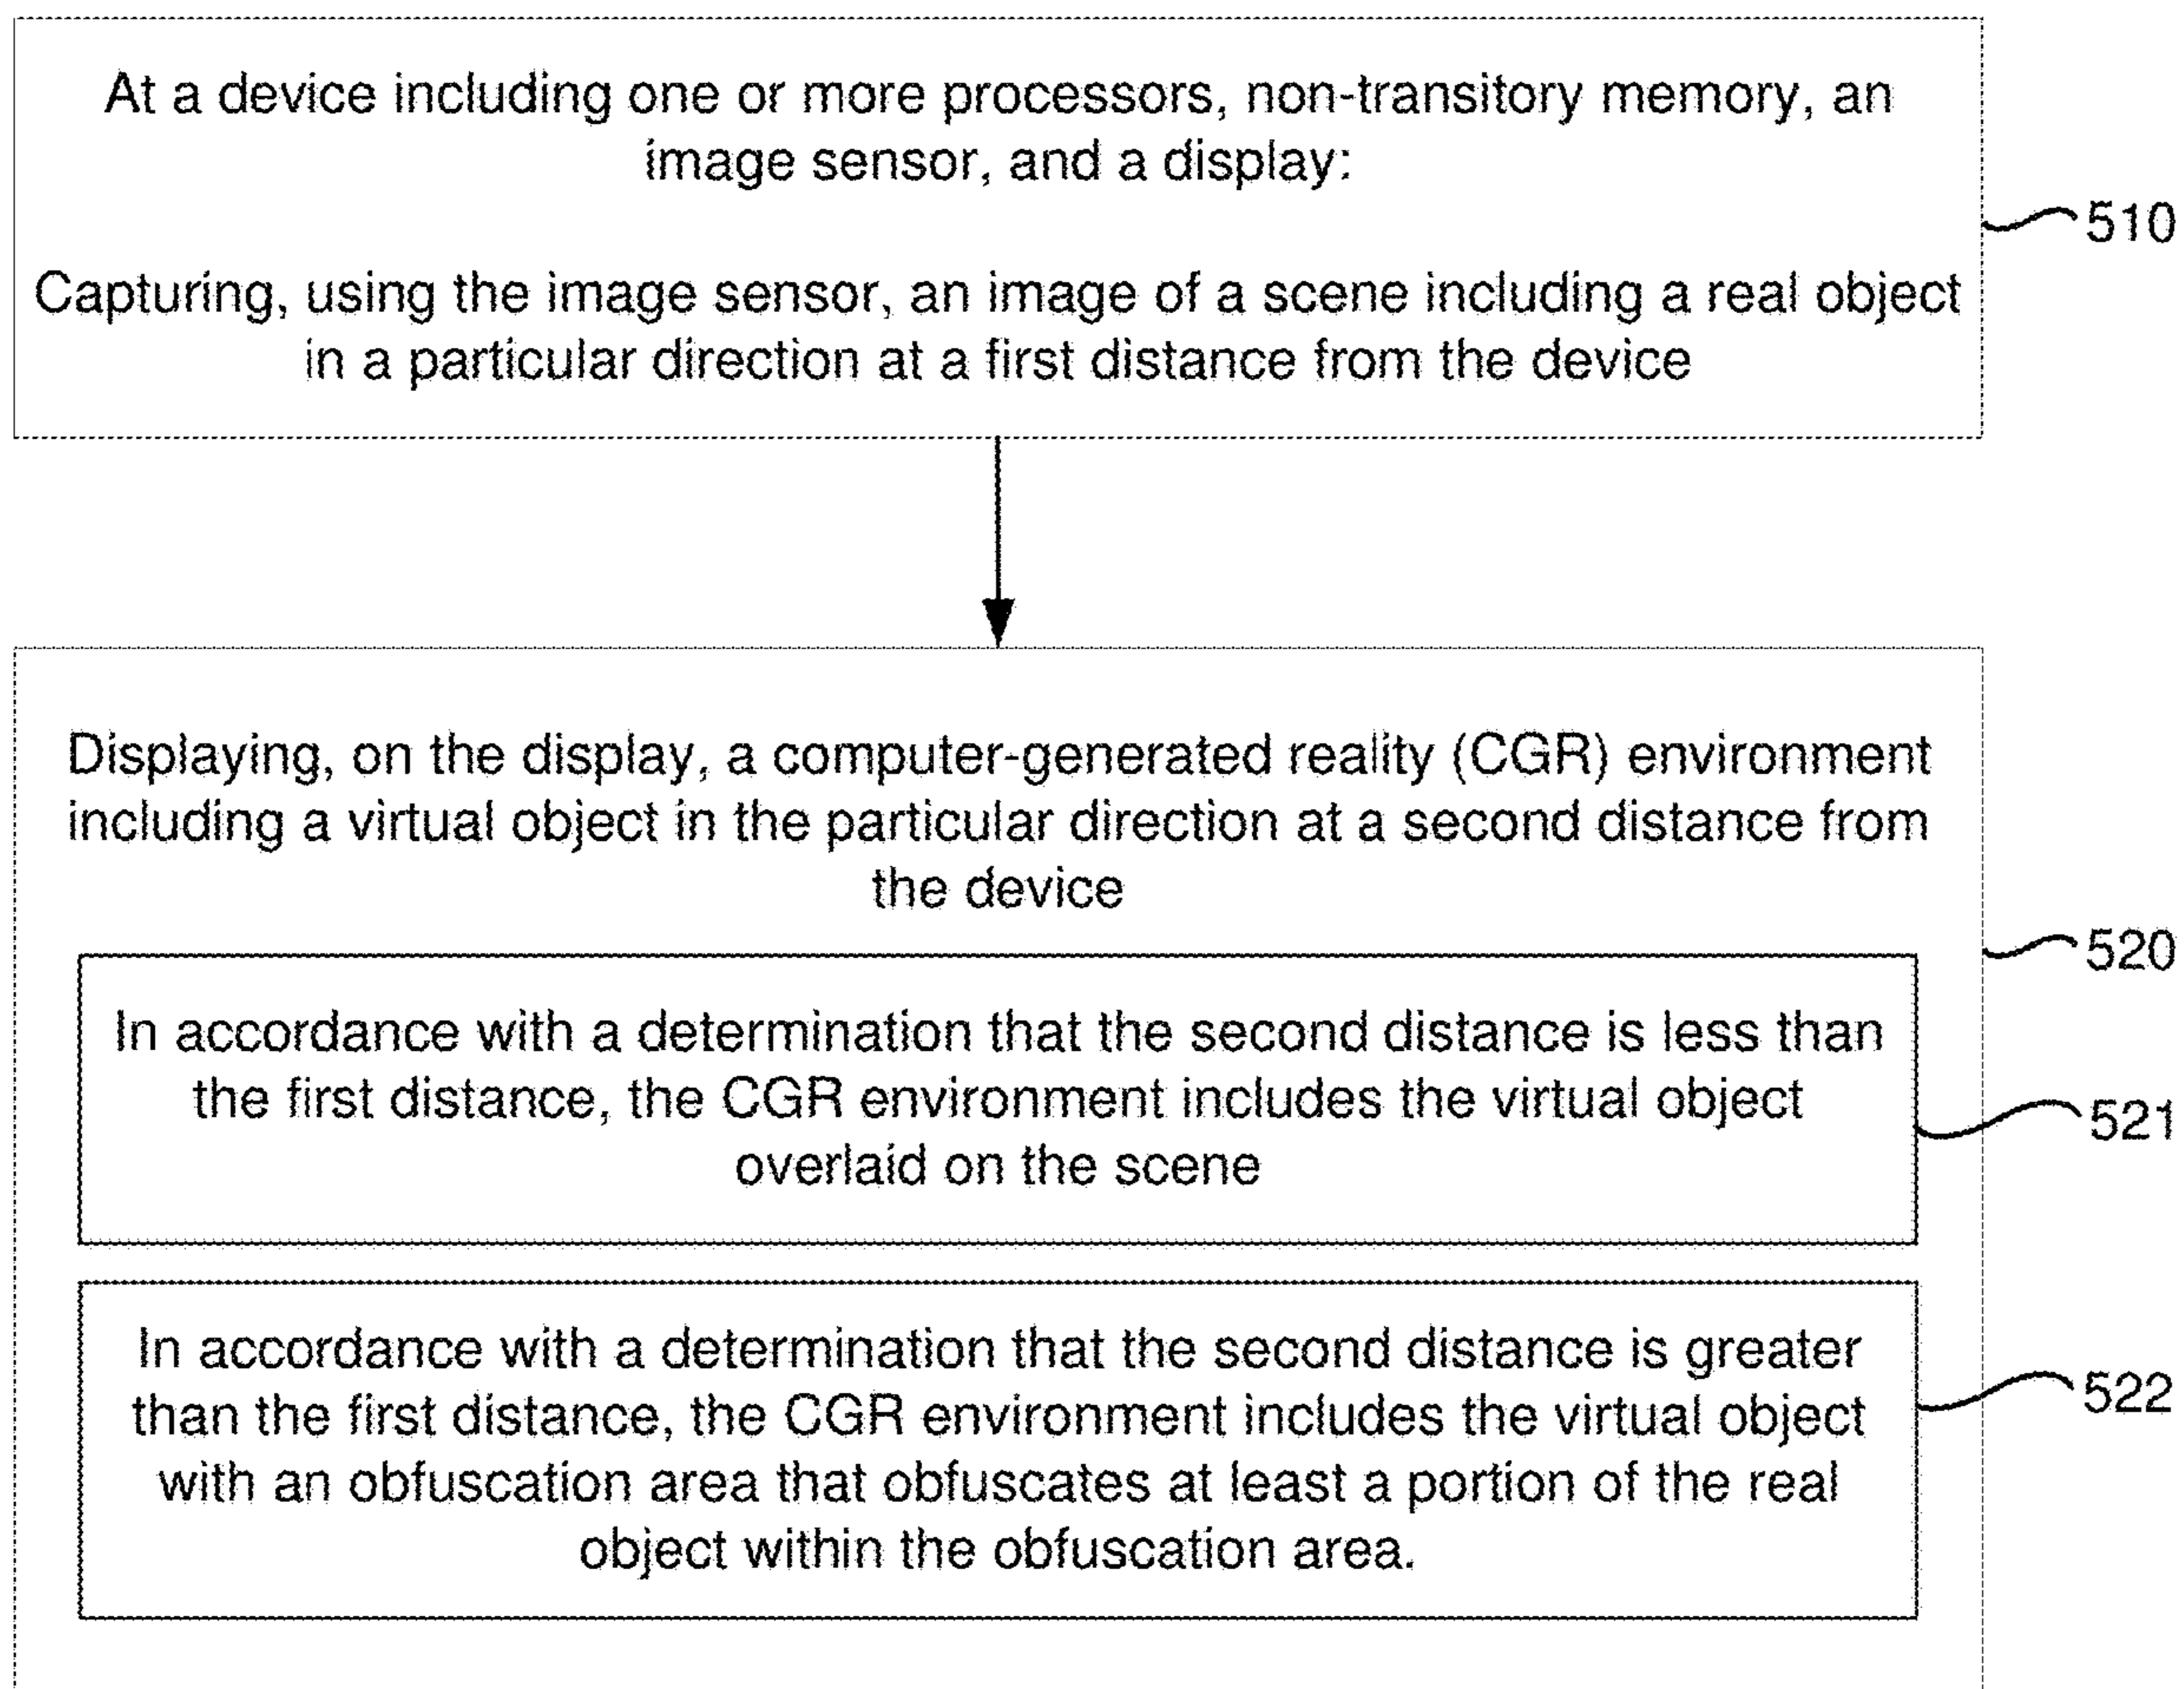 At a device including one or more processors, non-transitory memory, an
image sensor, and a display:
Capturing, using the image sensor, an image of a scene including a real object
in a particular direction at a first distance from the device
510
Displaying, on the display, a computer-generated reality (CGR) environment
including a virtual object in the particular direction at a second distance from
the device
520
In accordance with a determination that the second distance is less than
the first distance, the CGR environment includes the virtual object
overlaid on the scene
521
In accordance with a determination that the second distance is greater
than the first distance, the CGR environment includes the virtual object
with an obfuscation area that obfuscates at least a portion of the real
object within the obfuscation area.
522